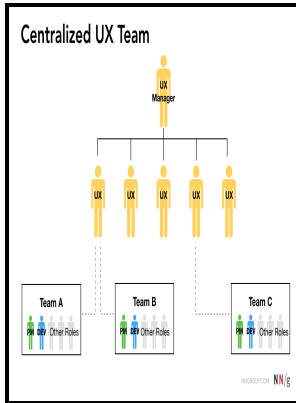 Centralized UX Team
UX
Manager
UX UX UX UX UX
Team A
PM DEV Other Roles
Team B
PM DEV Other Roles
Team C
PM DEV Other Roles
NNGROUP.COM NN/g